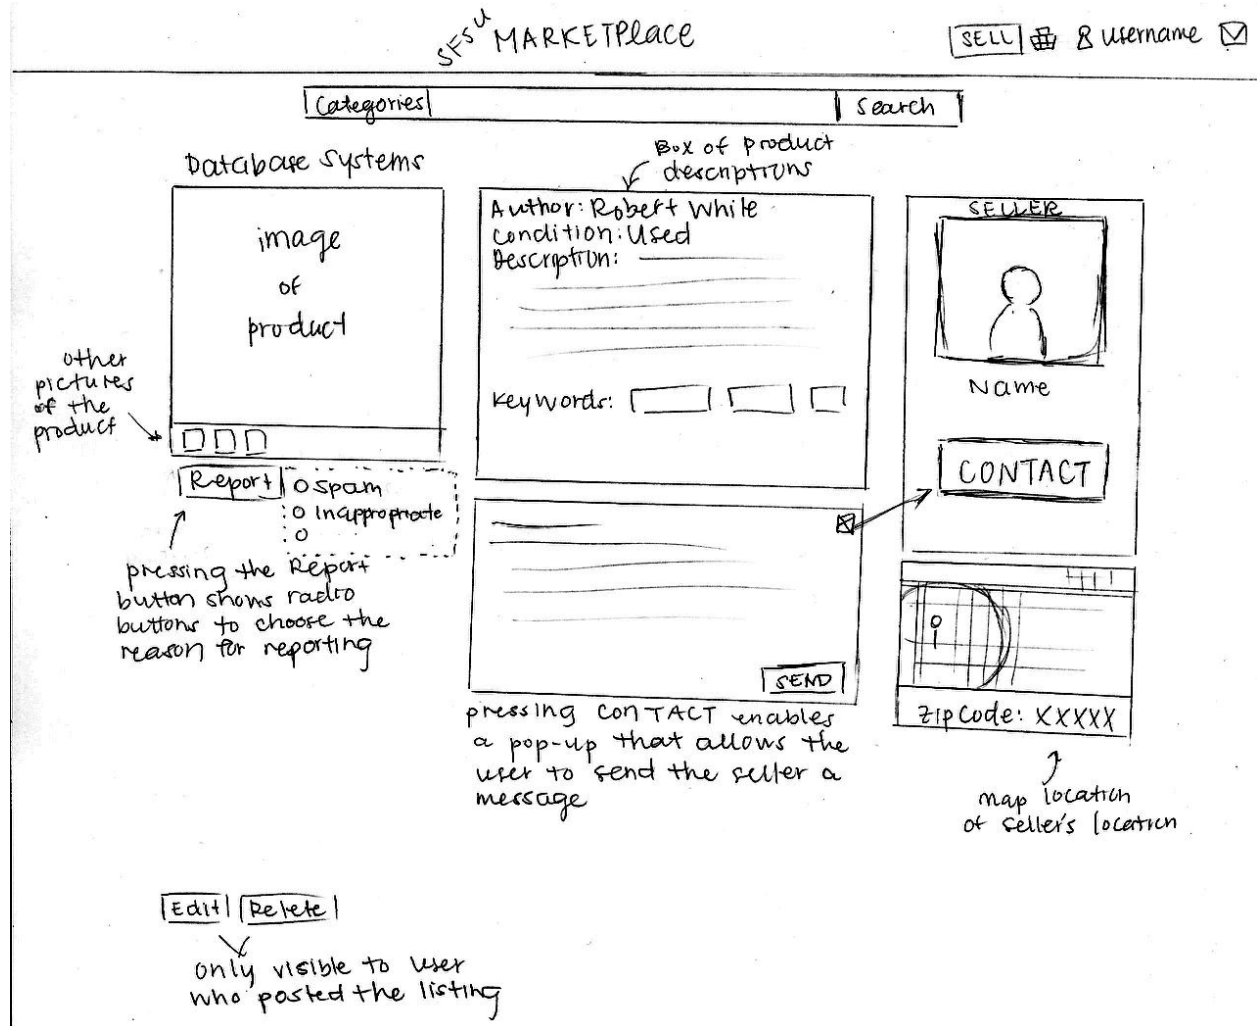 SFSU MARKETPlace
SELL username
Categories Search
Database Systems
Box of product
descriptions
image
of
product
Author: Robert While
Condition: Used
Description:
Keywords:
SELLER
Name
CONTACT
other
pictures
of the
product
Report
Spam
Inappropriate
pressing the Report
button shows radio
buttons to choose the
reason for reporting
SEND
pressing CONTACT enables
a pop-up that allows the
user to send the seller a
message
Zipcode: XXXXX
map location
of seller's location
Edit Delete
only visible to user
who posted the listing